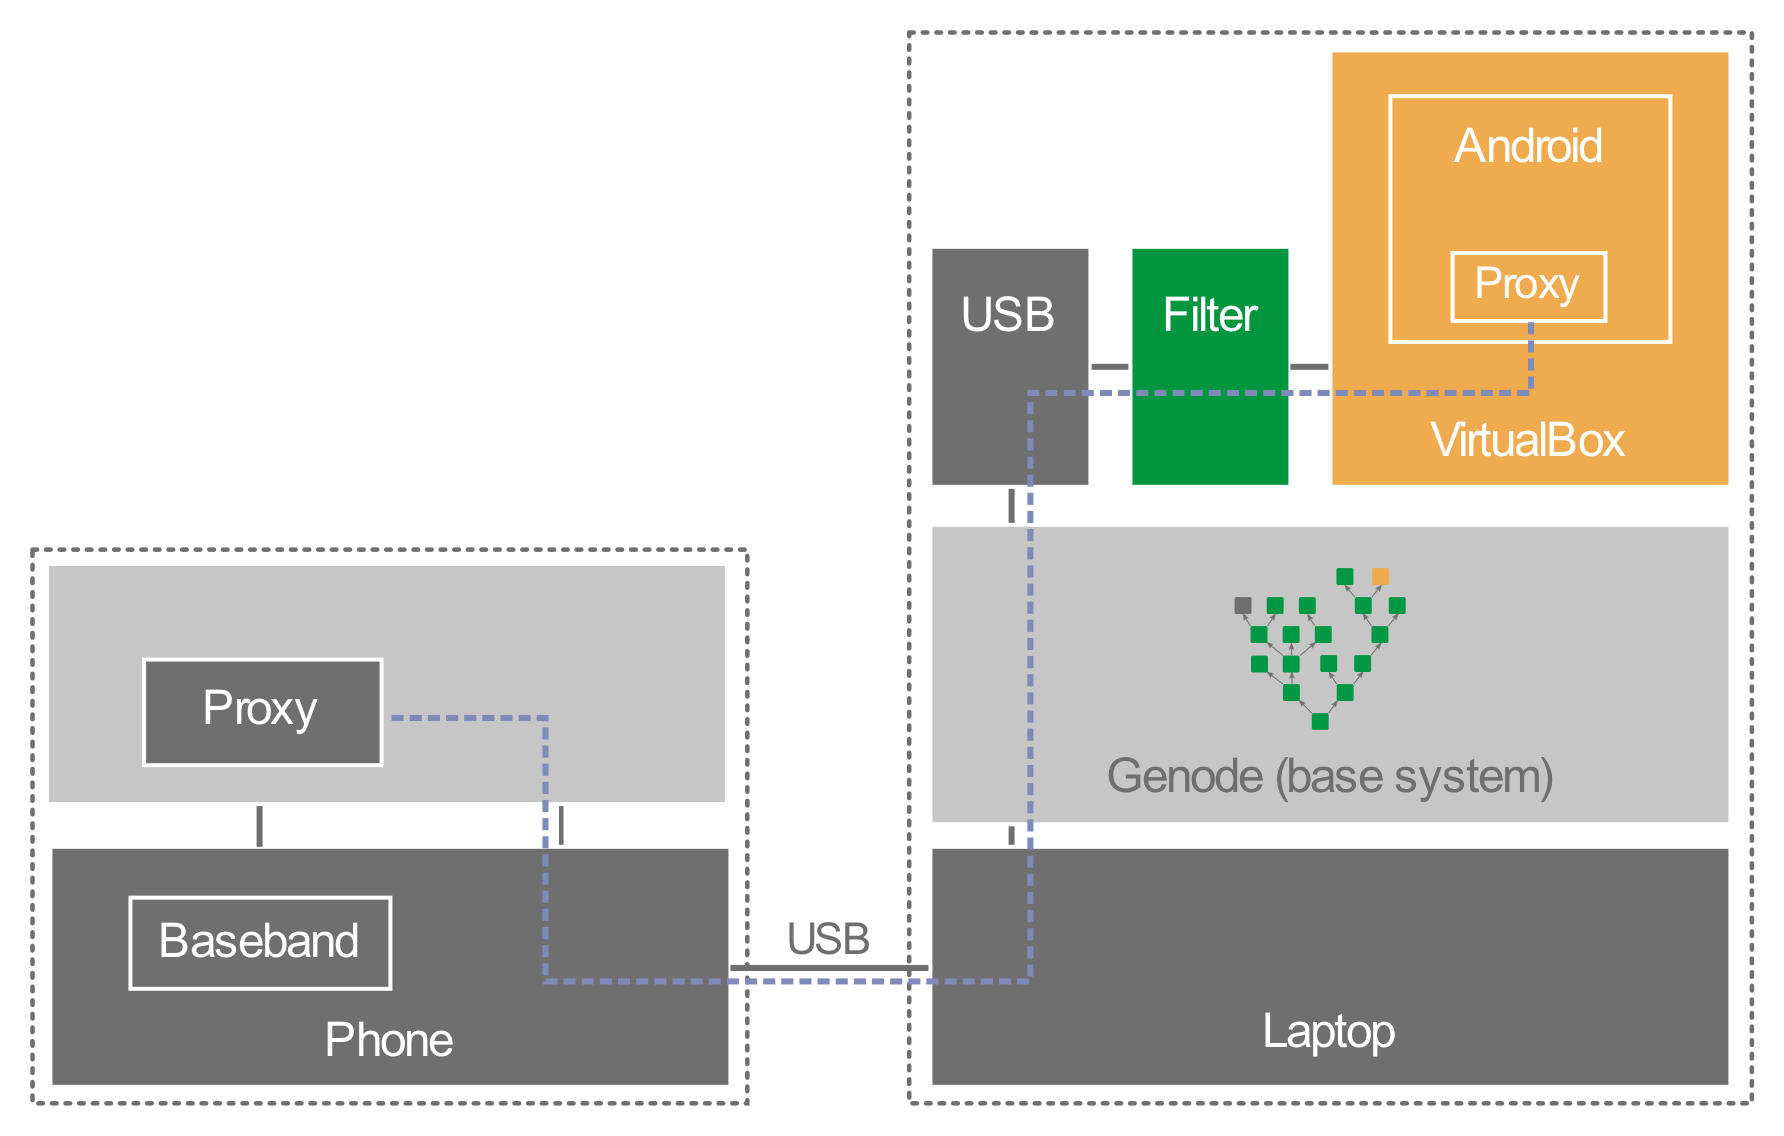 Android
Proxy
USB
Filter
VirtualBox
Proxy
Genode (base system)
Baseband
USB
Phone
Laptop